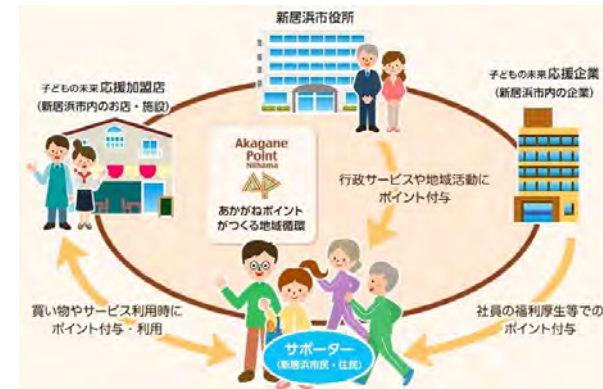 新居浜市役所
子どもの未来 応援加盟店
(新居浜市内のお店・施設)
子どもの未来 応援企業
(新居浜市内の企業)
Akagane
Point
Niihama
あかがねポイント
がつくる地域循環
行政サービスや地域活動に
ポイント付与
買い物やサービス利用時に
ポイント付与・利用
社員の福利厚生等での
ポイント付与
サポーター
(新居浜市民・住民)